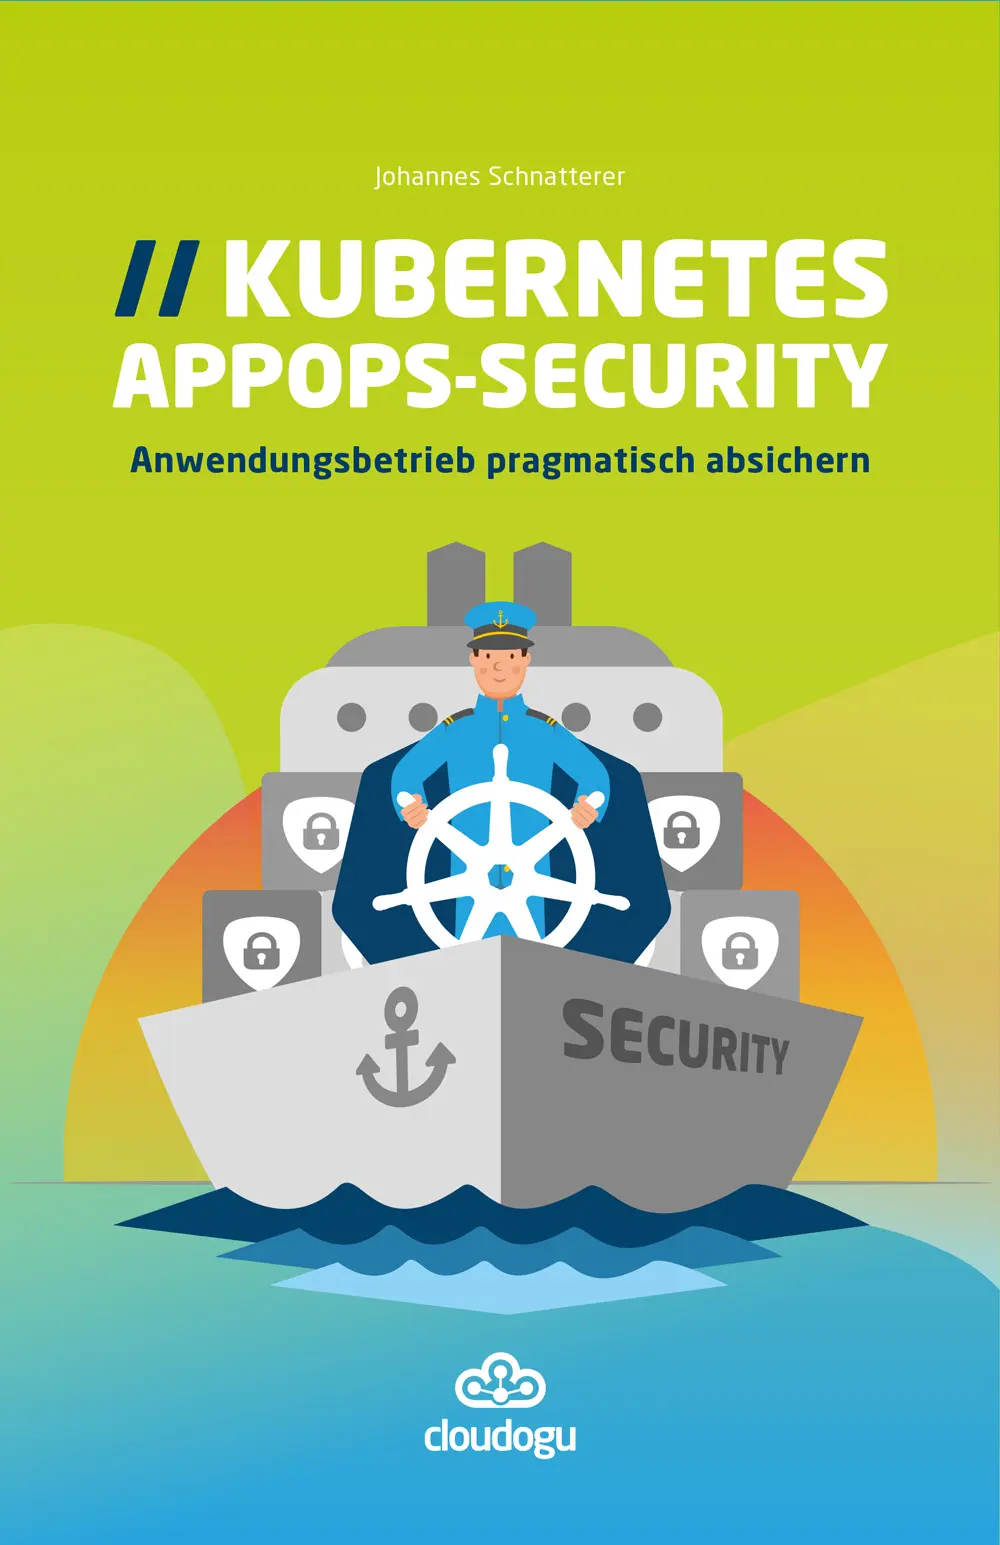 Johannes Schnatterer
// KUBERNETES
APPOPS-SECURITY
Anwendungsbetrieb pragmatisch absichern
SECURITY
cloudogu